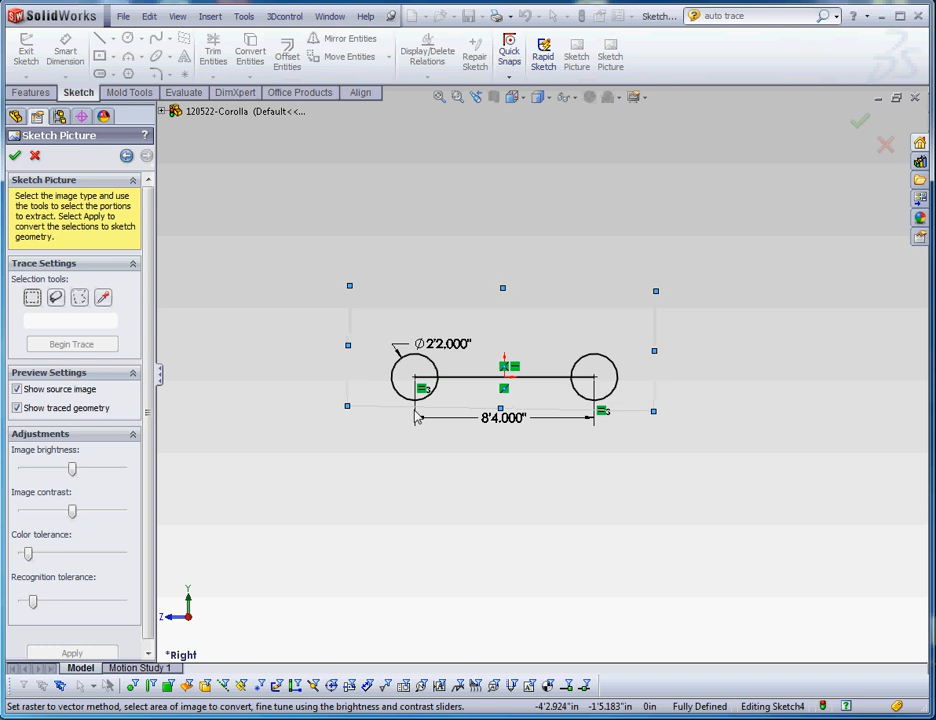 SolidWorks File Edit View Insert Tools 3Dcontrol Window Help Sketch... auto trace
Exit Sketch Smart Dimension Trim Entities Convert Entities Offset Entities Mirror Entities Move Entities Display/Delete Relations Repair Sketch Quick Snaps Rapid Sketch Sketch Picture Sketch Picture
Features Sketch Mold Tools Evaluate DimXpert Office Products Align
120522-Corolla (Default<<...
Sketch Picture ?
Sketch Picture
Select the image type and use
the tools to select the portions
to extract. Select Apply to
convert the selections to sketch
geometry.
Trace Settings
Selection tools:
Begin Trace
Preview Settings
Show source image
Show traced geometry
Adjustments
Image brightness:
Image contrast:
Color tolerance:
Recognition tolerance:
Apply
Ø2'2.000"
8'4.000"
Y
Z
*Right
Model Motion Study 1
Set raster to vector method, select area of image to convert, fine tune using the brightness and contrast sliders. -4'2.924" -1'5.183" 0in Fully Defined Editing Sketch4